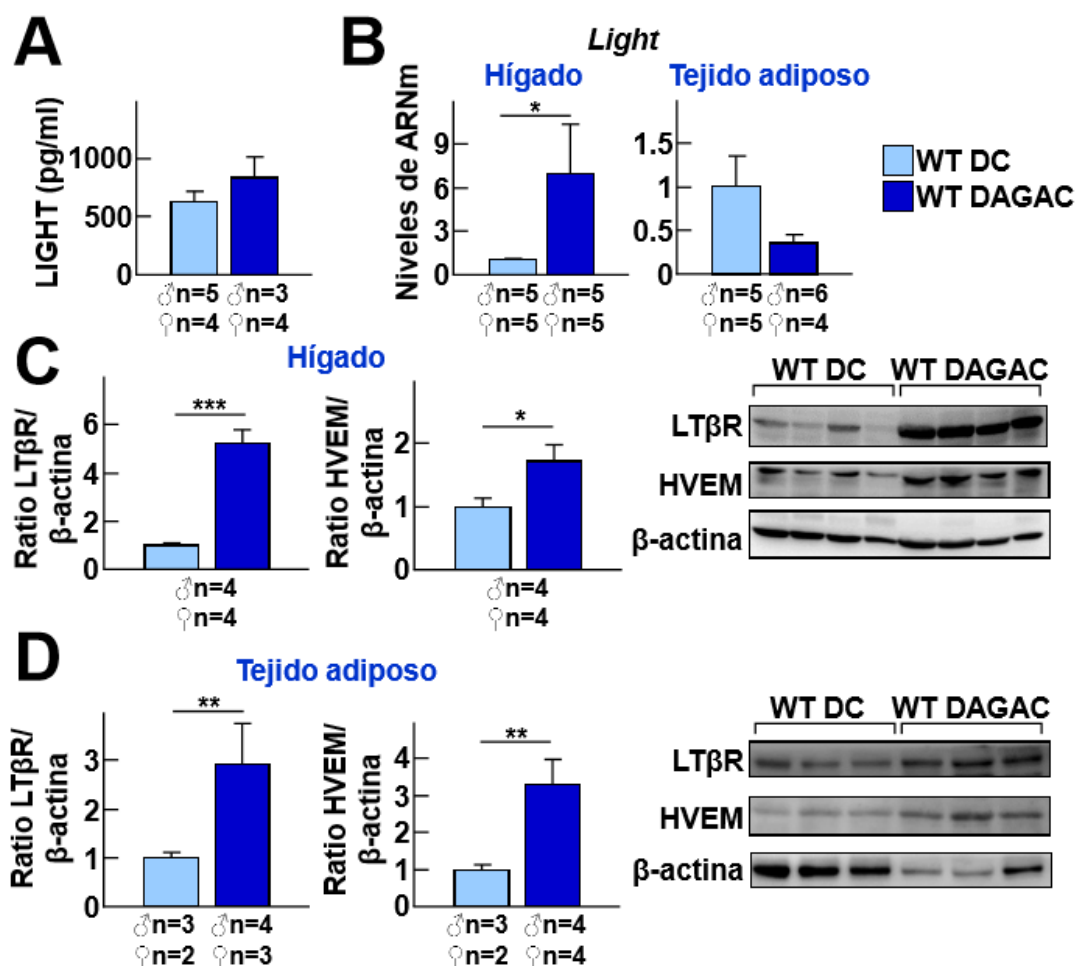 A
LIGHT (pg/ml)
1000
500
0
♂n=5 ♂n=3
♀n=4 ♀n=4
B
Light
Hígado
Tejido adiposo
Niveles de ARNm
9
6
3
0
*
♂n=5 ♂n=5
♀n=5 ♀n=5
1.5
1
0.5
0
♂n=5 ♂n=6
♀n=5 ♀n=4
WT DC
WT DAGAC
C
Hígado
Ratio LTβR/
β-actina
6
4
2
0
***
♂n=4
♀n=4
Ratio HVEM/
β-actina
2
1
0
*
♂n=4
♀n=4
WT DC WT DAGAC
LTβR
HVEM
β-actina
D
Tejido adiposo
Ratio LTβR/
β-actina
3
2
1
0
**
♂n=3 ♂n=4
♀n=2 ♀n=3
Ratio HVEM/
β-actina
4
3
2
1
0
**
♂n=3 ♂n=4
♀n=2 ♀n=4
WT DC WT DAGAC
LTβR
HVEM
β-actina